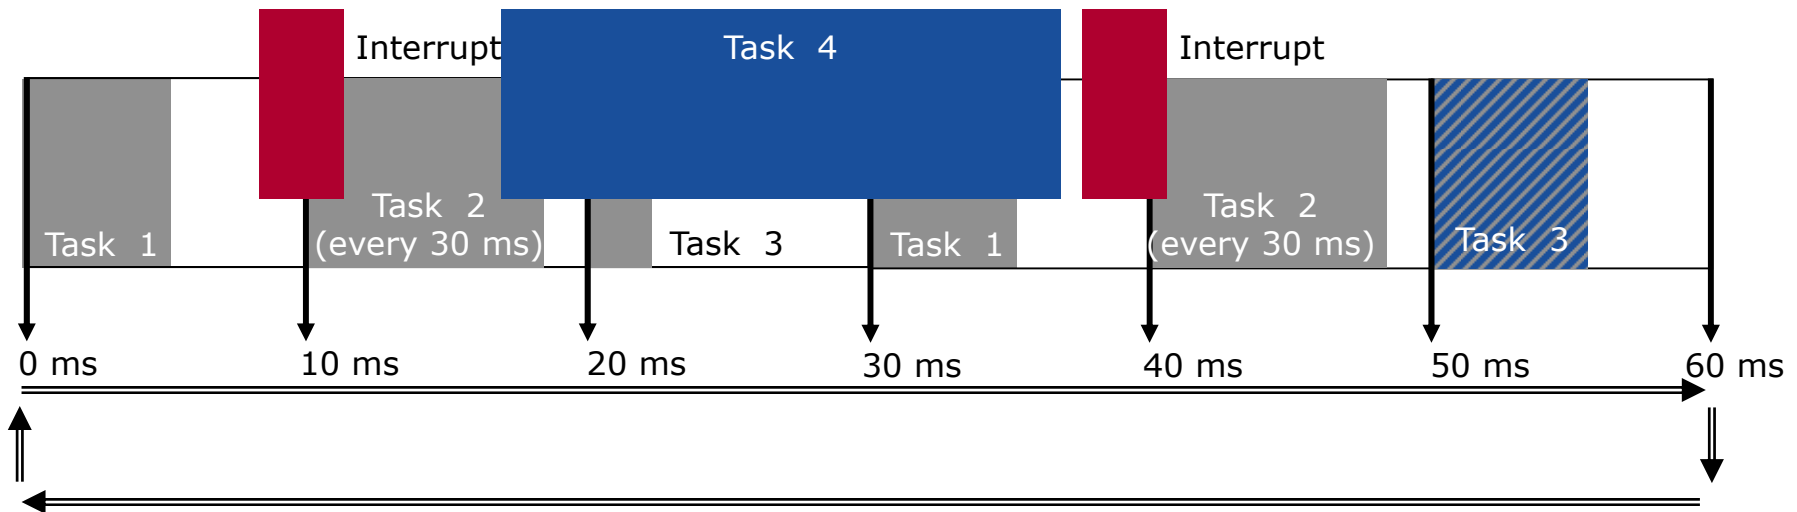 Interrupt
Task 4
Interrupt
Task 1
Task 2
(every 30 ms)
Task 3
Task 1
Task 2
(every 30 ms)
Task 3
0 ms
10 ms
20 ms
30 ms
40 ms
50 ms
60 ms